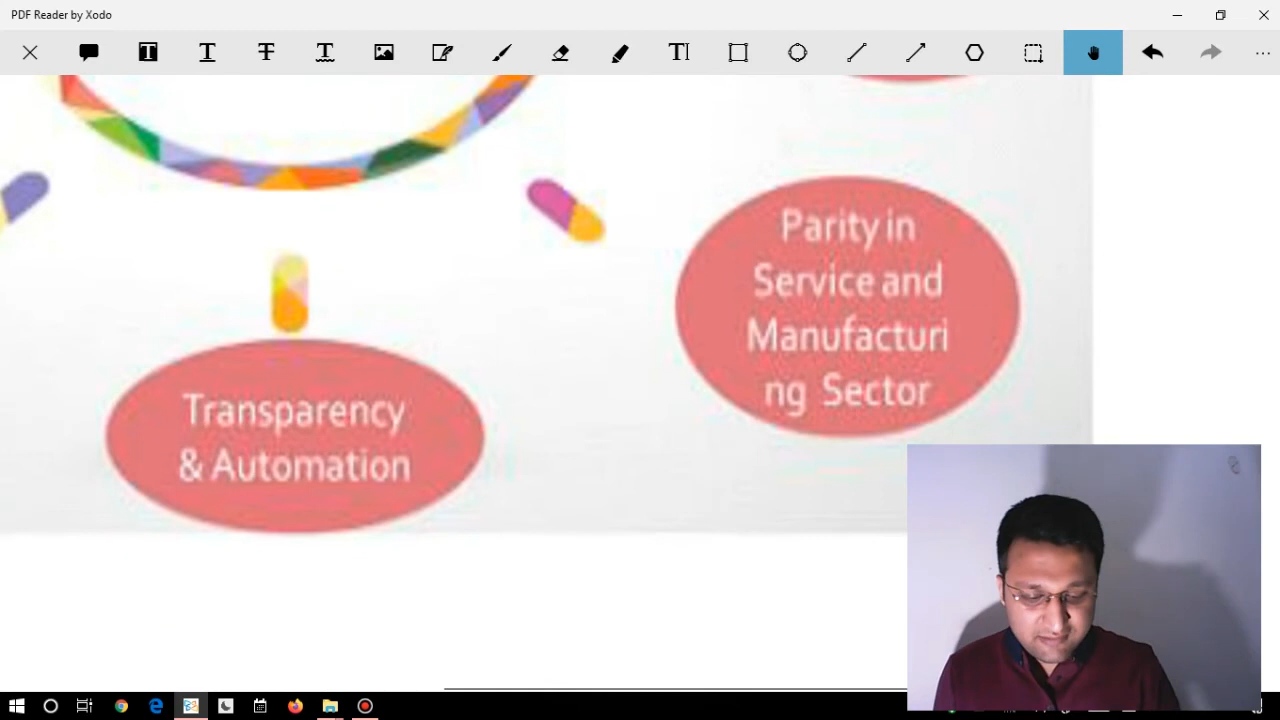 PDF Reader by Xodo
Parity in
Service and
Manufacturi
ng Sector
Transparency
& Automation